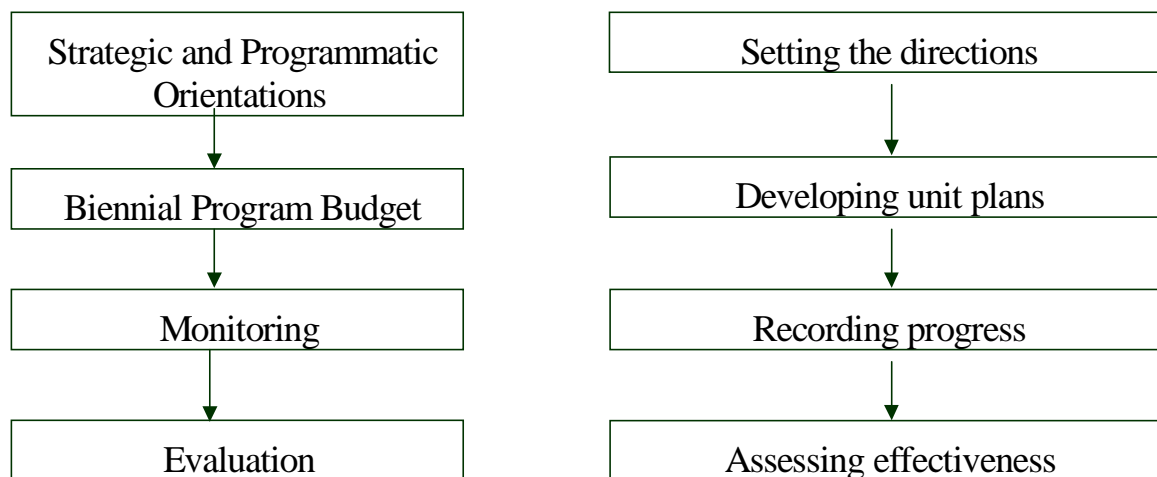 Strategic and Programmatic
Orientations
Setting the directions
Biennial Program Budget
Developing unit plans
Monitoring
Recording progress
Evaluation
Assessing effectiveness